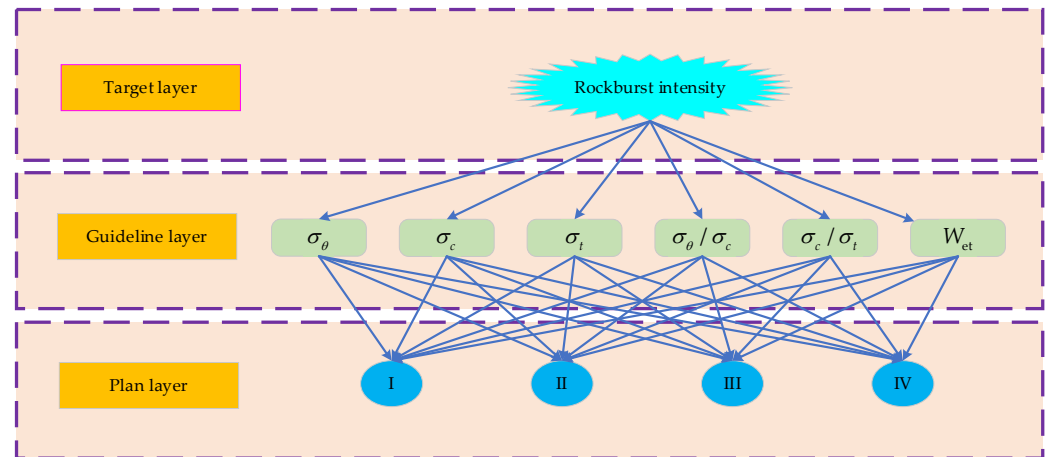 Target layer
Rockburst intensity
Guideline layer
σθ
σc
σt
σθ / σc
σc / σt
Wet
Plan layer
I
II
III
IV